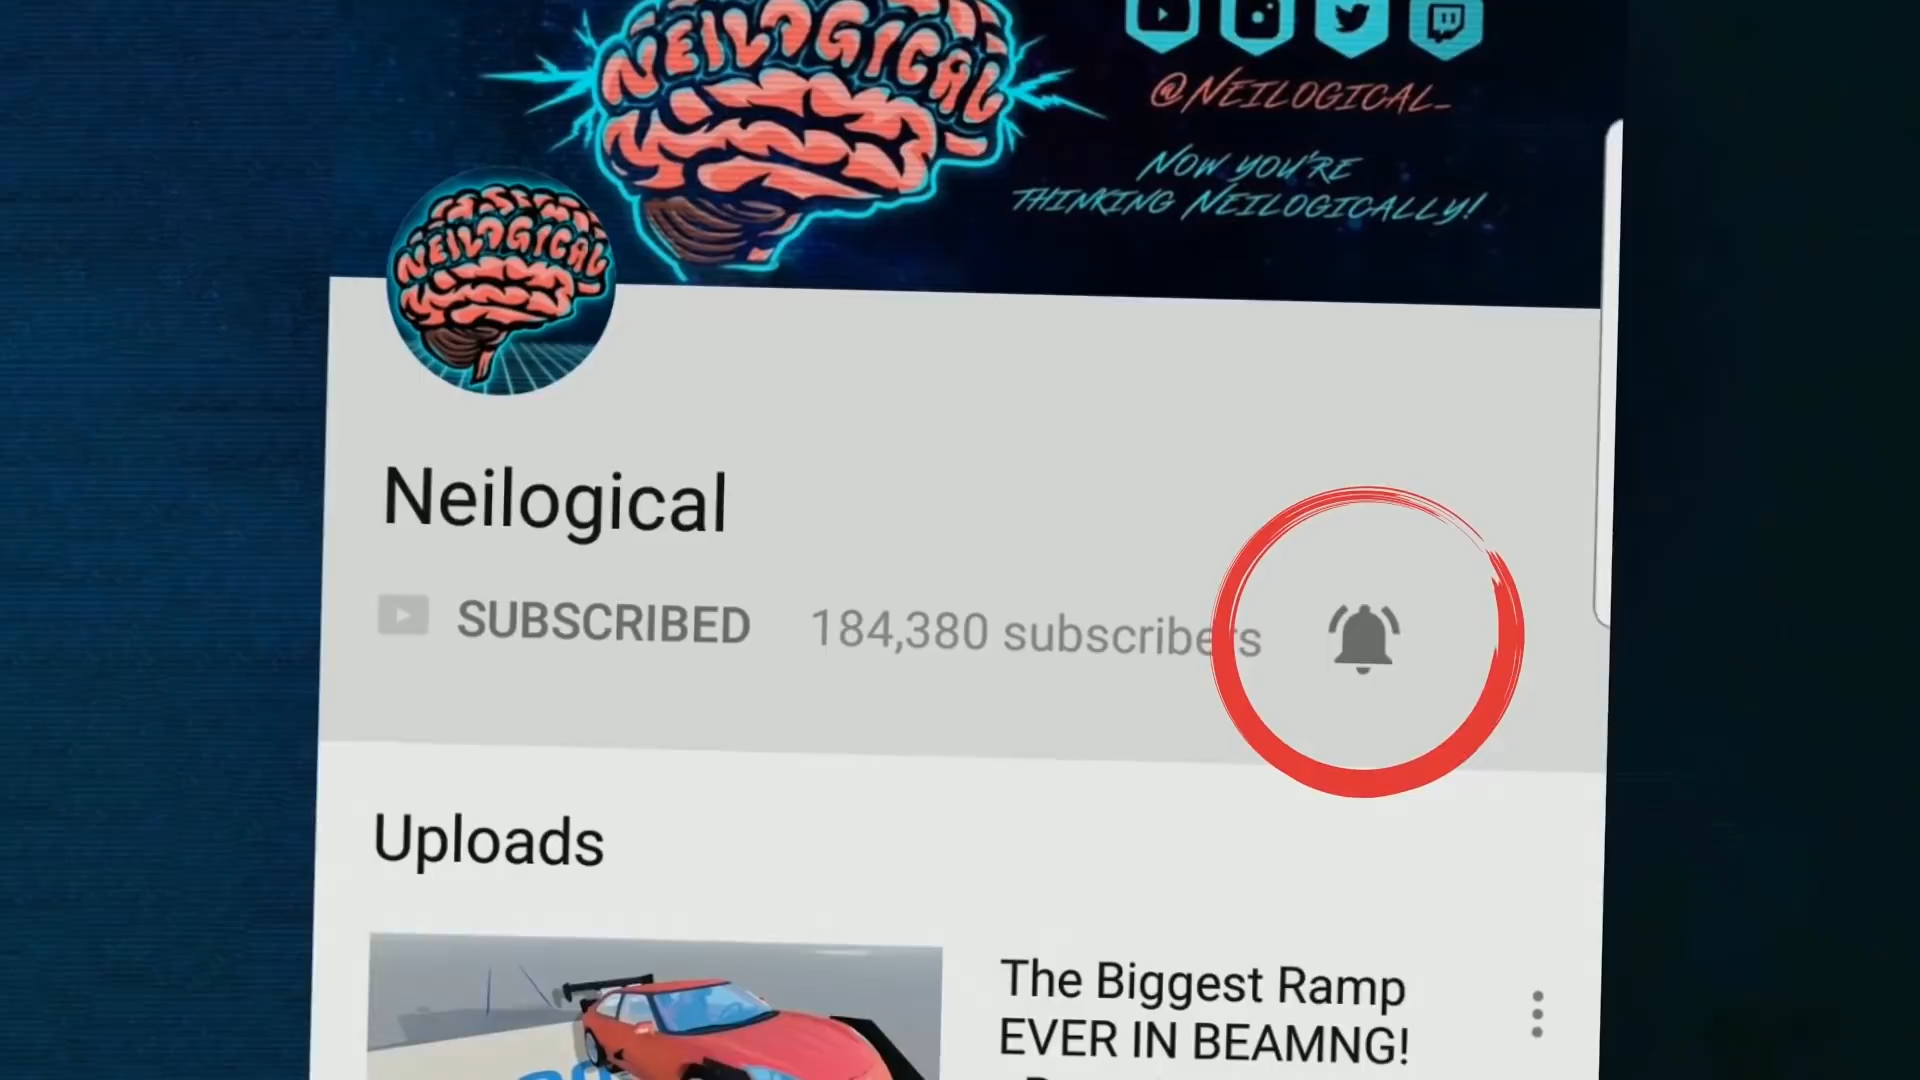 NEILOGICAL
@NEILOGICAL_
NOW YOU'RE
THINKING NEILOGICALLY!
NEILOGICAL
Neilogical
SUBSCRIBED 184,380 subscribers
Uploads
The Biggest Ramp
EVER IN BEAMNG!